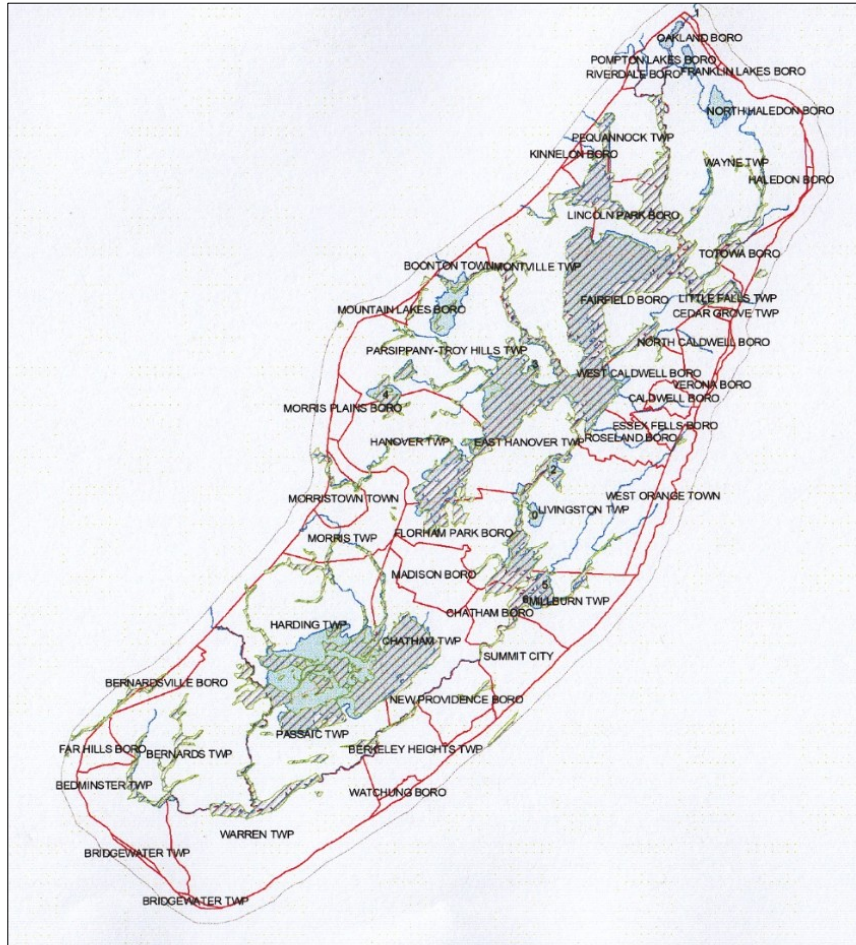 1
OAKLAND BORO
POMPTON LAKES BORO
FRANKLIN LAKES BORO
RIVERDALE BORO
NORTH HALEDON BORO
PEQUANNOCK TWP
KINNELON BORO
WAYNE TWP
HALEDON BORO
LINCOLN PARK BORO
TOTOWA BORO
BOONTON TOWN
MONTVILLE TWP
FAIRFIELD BORO
LITTLE FALLS TWP
MOUNTAIN LAKES BORO
CEDAR GROVE TWP
NORTH CALDWELL BORO
PARSIPPANY-TROY HILLS TWP
3
WEST CALDWELL BORO
VERONA BORO
4
CALDWELL BORO
MORRIS PLAINS BORO
ESSEX FELLS BORO
HANOVER TWP
EAST HANOVER TWP
ROSELAND BORO
2
MORRISTOWN TOWN
WEST ORANGE TOWN
0
LIVINGSTON TWP
MORRIS TWP
FLORHAM PARK BORO
MADISON BORO
5
6
MILLBURN TWP
CHATHAM BORO
HARDING TWP
CHATHAM TWP
SUMMIT CITY
BERNARDSVILLE BORO
NEW PROVIDENCE BORO
PASSAIC TWP
FAR HILLS BORO
BERNARDS TWP
BERKELEY HEIGHTS TWP
BEDMINSTER TWP
WATCHUNG BORO
WARREN TWP
BRIDGEWATER TWP
BRIDGEWATER TWP